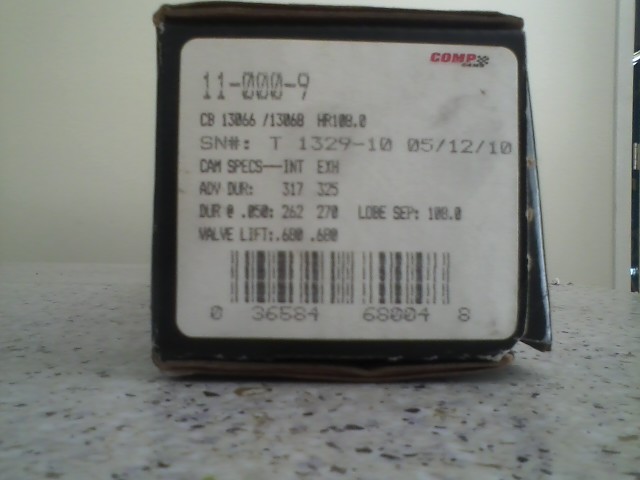 COMP
CAMS
11-000-9
CB 13066 /13068 HR108.0
SN#: T 1329-10 05/12/10
CAM SPECS---INT EXH
ADV DUR: 317 325
DUR @ .050: 262 270 LOBE SEP: 108.0
VALVE LIFT:.680 .680
0 36584 68004 8